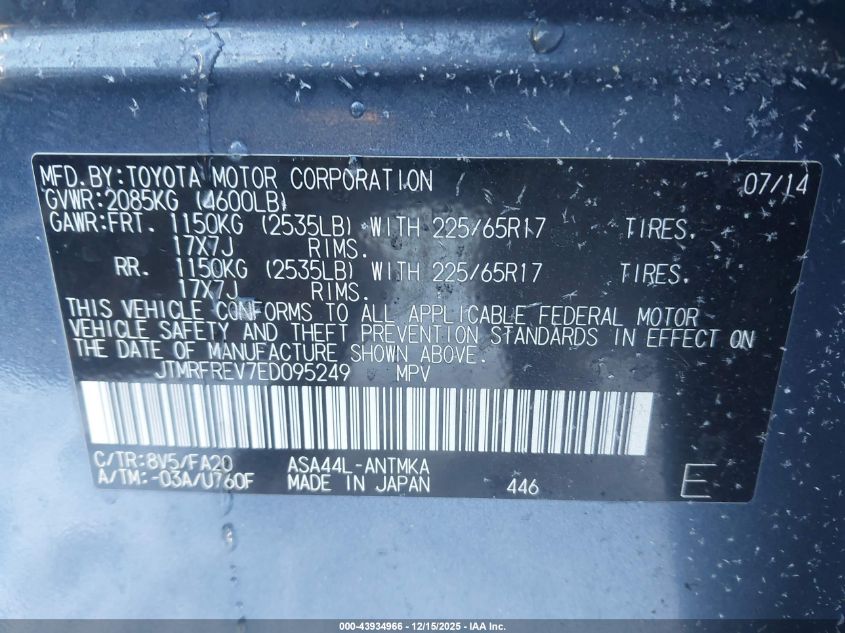 MFD.BY:TOYOTA MOTOR CORPORATION 07/14
GVWR:2085KG (4600LB)
GAWR:FRT. 1150KG (2535LB) WITH 225/65R17 TIRES.
17X7J RIMS.
RR. 1150KG (2535LB) WITH 225/65R17 TIRES.
17X7J RIMS.
THIS VEHICLE CONFORMS TO ALL APPLICABLE FEDERAL MOTOR
VEHICLE SAFETY AND THEFT PREVENTION STANDARDS IN EFFECT ON
THE DATE OF MANUFACTURE SHOWN ABOVE.
JTMRFREV7ED095249 MPV
C/TR:8V5/FA20 ASA44L-ANTMKA
A/TM:-03A/U760F MADE IN JAPAN 446 E
000-43934966 - 12/15/2025 - IAA Inc.